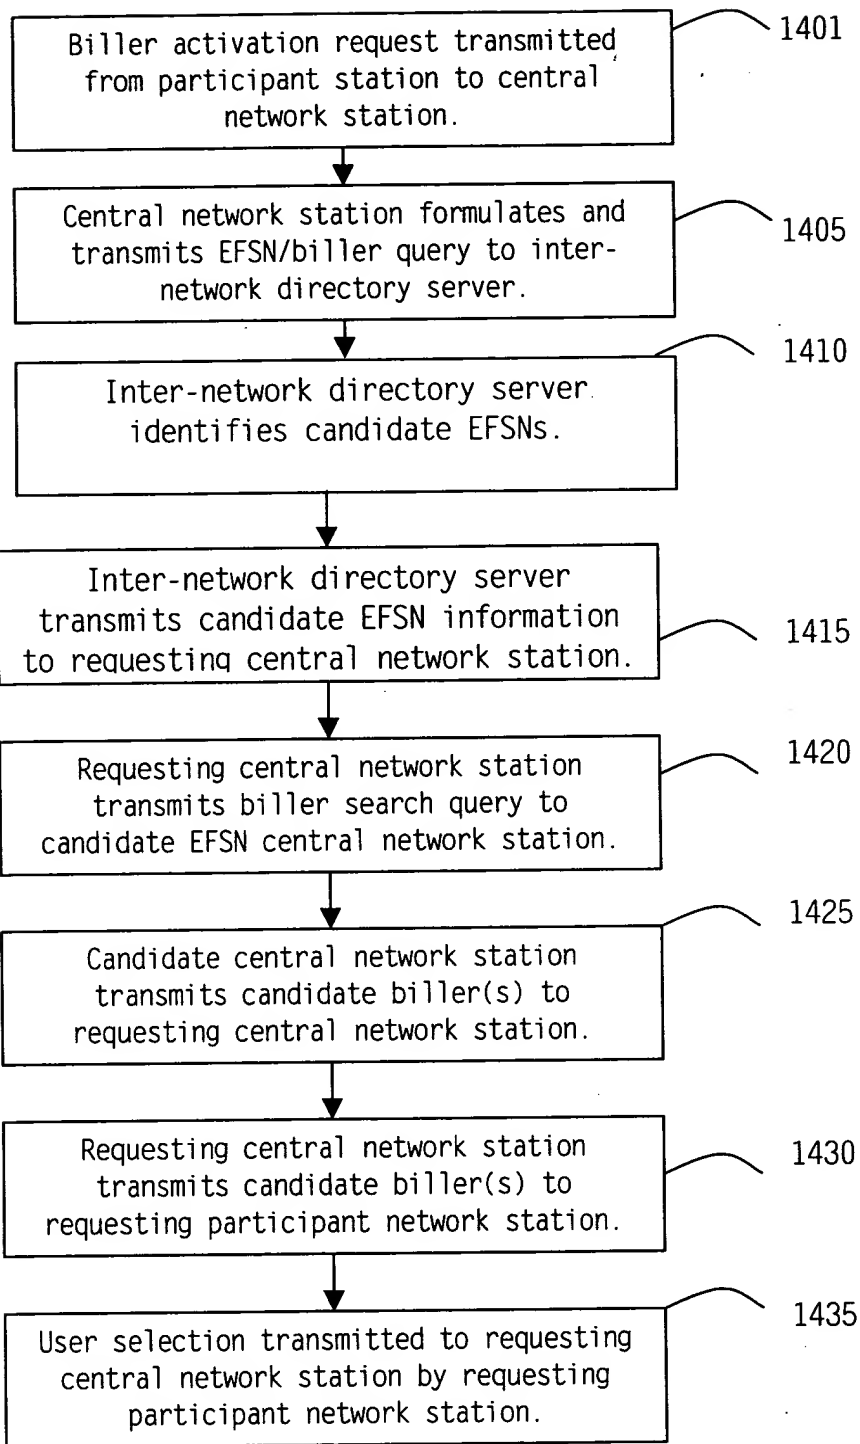 Biller activation request transmitted
from participant station to central
network station.
1401
Central network station formulates and
transmits EFSN/biller query to inter-
network directory server.
1405
Inter-network directory server
identifies candidate EFSNs.
1410
Inter-network directory server
transmits candidate EFSN information
to requesting central network station.
1415
Requesting central network station
transmits biller search query to
candidate EFSN central network station.
1420
Candidate central network station
transmits candidate biller(s) to
requesting central network station.
1425
Requesting central network station
transmits candidate biller(s) to
requesting participant network station.
1430
User selection transmitted to requesting
central network station by requesting
participant network station.
1435